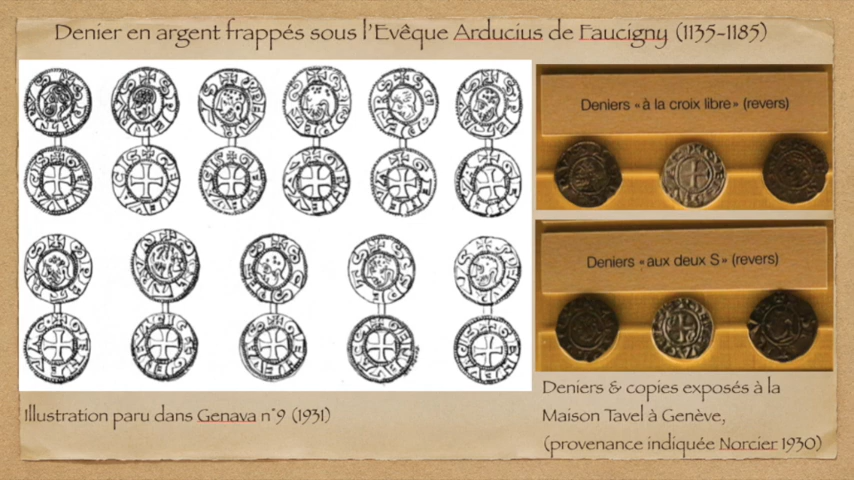 Denier en argent frappés sous l'Evêque Arducius de Faucigny (1135-1185)
Deniers «à la croix libre» (revers)
Deniers «aux deux S» (revers)
Illustration paru dans Genava n°9 (1931)
Deniers & copies exposés à la
Maison Tavel à Genève,
(provenance indiquée Norcier 1930)